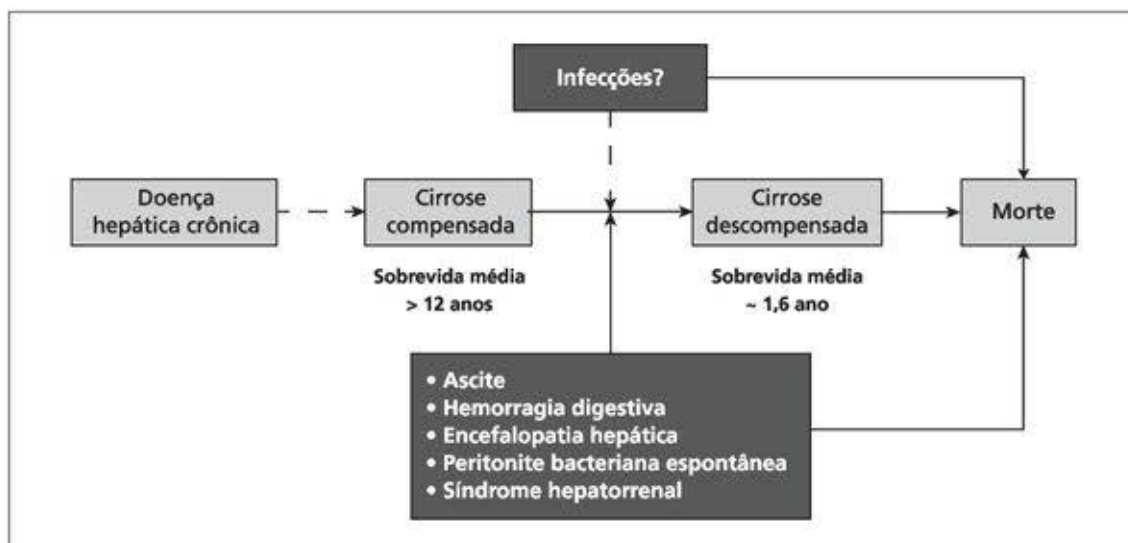 Infecções?
Doença
hepática crônica
Cirrose
compensada
Cirrose
descompensada
Morte
Sobrevida média
> 12 anos
Sobrevida média
~ 1,6 ano
• Ascite
• Hemorragia digestiva
• Encefalopatia hepática
• Peritonite bacteriana espontânea
• Síndrome hepatorrenal